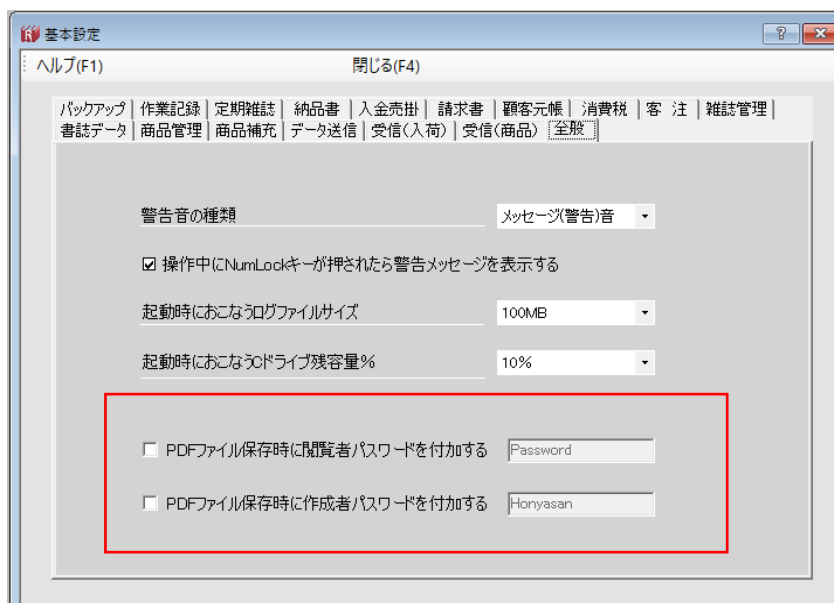 基本設定
ヘルプ(F1) 閉じる(F4)
バックアップ 作業記録 定期雑誌 納品書 入金売掛 請求書 顧客元帳 消費税 客 注 雑誌管理
書誌データ 商品管理 商品補充 データ送信 受信(入荷) 受信(商品) 全般
警告音の種類 メッセージ(警告)音
操作中にNumLockキーが押されたら警告メッセージを表示する
起動時におこなうログファイルサイズ 100MB
起動時におこなうCドライブ残容量% 10%
PDFファイル保存時に閲覧者パスワードを付加する Password
PDFファイル保存時に作成者パスワードを付加する Honyasan